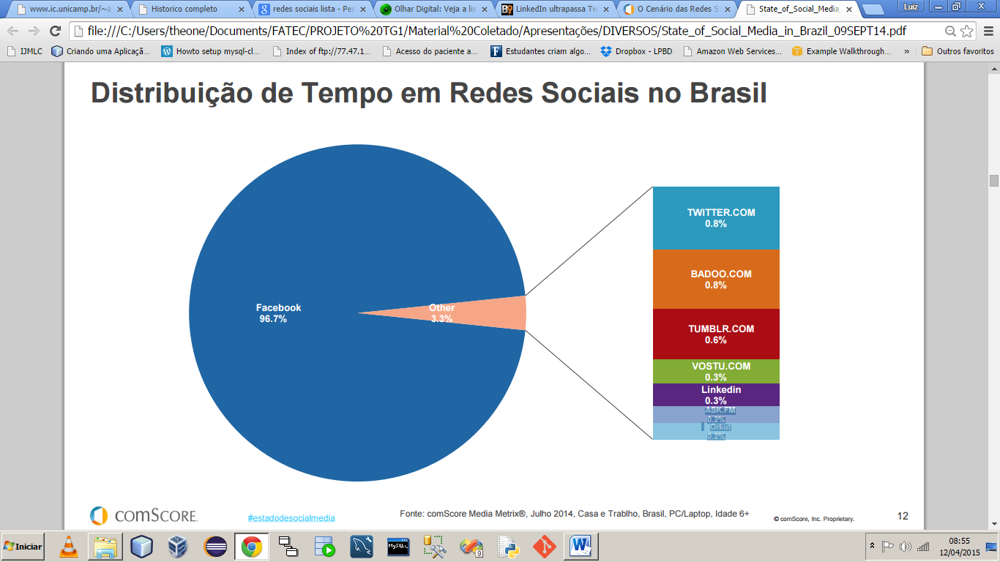 www.ic.unicamp.br/~a
Historico completo
redes sociais lista - Pes
Olhar Digital: Veja a lis
LinkedIn ultrapassa Tw
O Cenário das Redes S
State_of_Social_Media_
Luiz
file:///C:/Users/theone/Documents/FATEC/PROJETO%20TG1/Material%20Coletado/Apresentações/DIVERSOS/State_of_Social_Media_in_Brazil_09SEPT14.pdf
IJMLC
Criando uma Aplicaçã...
Howto setup mysql-cl...
Index of ftp://77.47.1...
Acesso do paciente a...
Estudantes criam algo...
Dropbox - LPBD
Amazon Web Services...
Example Walkthrough...
»
Outros favoritos
Distribuição de Tempo em Redes Sociais no Brasil
Facebook
96.7%
Other
3.3%
TWITTER.COM
0.8%
BADOO.COM
0.8%
TUMBLR.COM
0.6%
VOSTU.COM
0.3%
Linkedin
0.3%
ASK.FM
0.2%
Orkut
0.2%
comSCORE.
#estadodesocialmedia
Fonte: comScore Media Metrix®, Julho 2014, Casa e Trablho, Brasil, PC/Laptop, Idade 6+
© comScore, Inc. Proprietary.
12
Iniciar
MySQL
9
W
08:55
12/04/2015